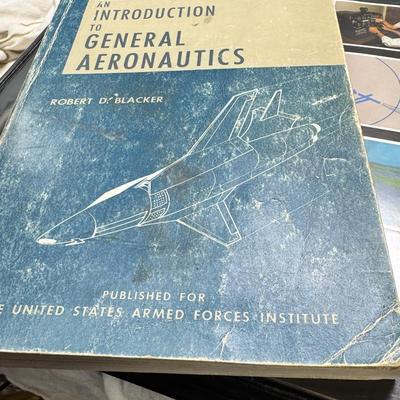 AN
INTRODUCTION
TO
GENERAL
AERONAUTICS
ROBERT D. BLACKER
PUBLISHED FOR
E UNITED STATES ARMED FORCES INSTITUTE